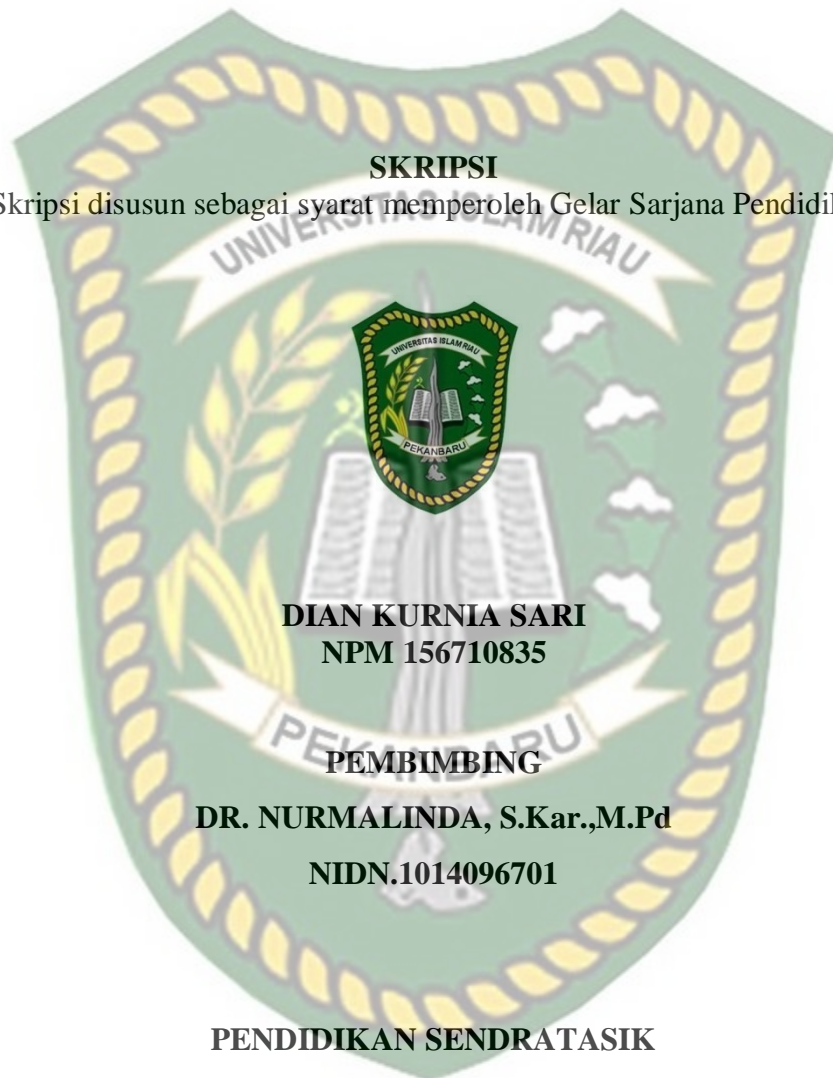 SKRIPSI
Skripsi disusun sebagai syarat memperoleh Gelar Sarjana
UNIVERSITAS ISLAM RIAU
UNIVERSITAS ISLAM RIAU
PEKANBARU
DIAN KURNIA SARI
NPM 156710835
PEKANBARU
PEMBIMBING
DR. NURMALINDA, S.Kar.,M.Pd
NIDN.1014096701
PENDIDIKAN SENDRATASIK